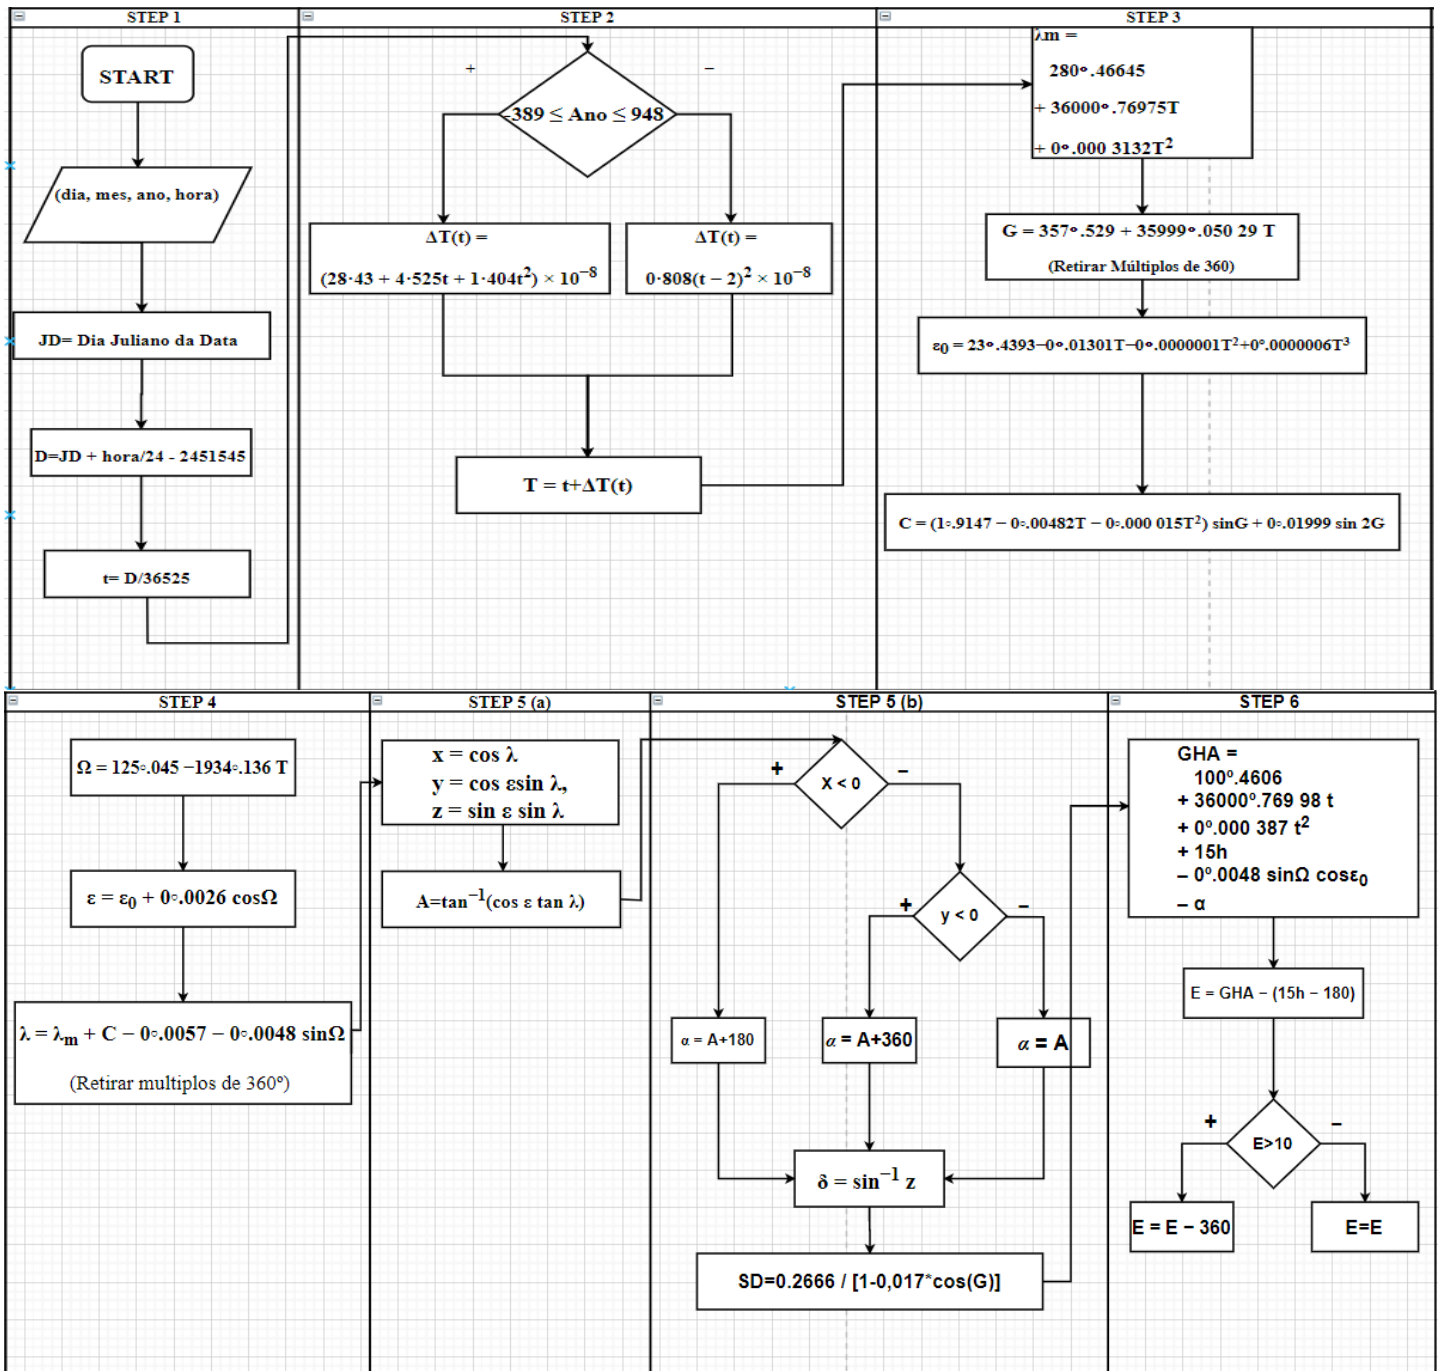 STEP 1
START
(dia, mes, ano, hora)
JD= Dia Juliano da Data
D=JD + hora/24 - 2451545
t= D/36525
STEP 2
-389 ≤ Ano ≤ 948
+
−
ΔT(t) =
(28·43 + 4·525t + 1·404t²) × 10⁻⁸
ΔT(t) =
0·808(t − 2)² × 10⁻⁸
T = t+ΔT(t)
STEP 3
λm =
280°.46645
+ 36000°.76975T
+ 0°.000 3132T²
G = 357°.529 + 35999°.050 29 T
(Retirar Múltiplos de 360)
ε₀ = 23°.4393−0°.01301T−0°.0000001T²+0°.0000006T³
C = (1°.9147 − 0°.00482T − 0°.000 015T²) sinG + 0°.01999 sin 2G
STEP 4
Ω = 125°.045 −1934°.136 T
ε = ε₀ + 0°.0026 cosΩ
λ = λₘ + C − 0°.0057 − 0°.0048 sinΩ
(Retirar multiplos de 360º)
STEP 5 (a)
x = cos λ
y = cos εsin λ,
z = sin ε sin λ
A=tan⁻¹(cos ε tan λ)
STEP 5 (b)
X < 0
+
−
y < 0
+
−
α = A+180
α = A+360
α = A
δ = sin⁻¹ z
SD=0.2666 / [1-0,017*cos(G)]
STEP 6
GHA =
100º.4606
+ 36000º.769 98 t
+ 0º.000 387 t²
+ 15h
− 0º.0048 sinΩ cosε₀
− α
E = GHA − (15h − 180)
E>10
+
−
E = E − 360
E=E